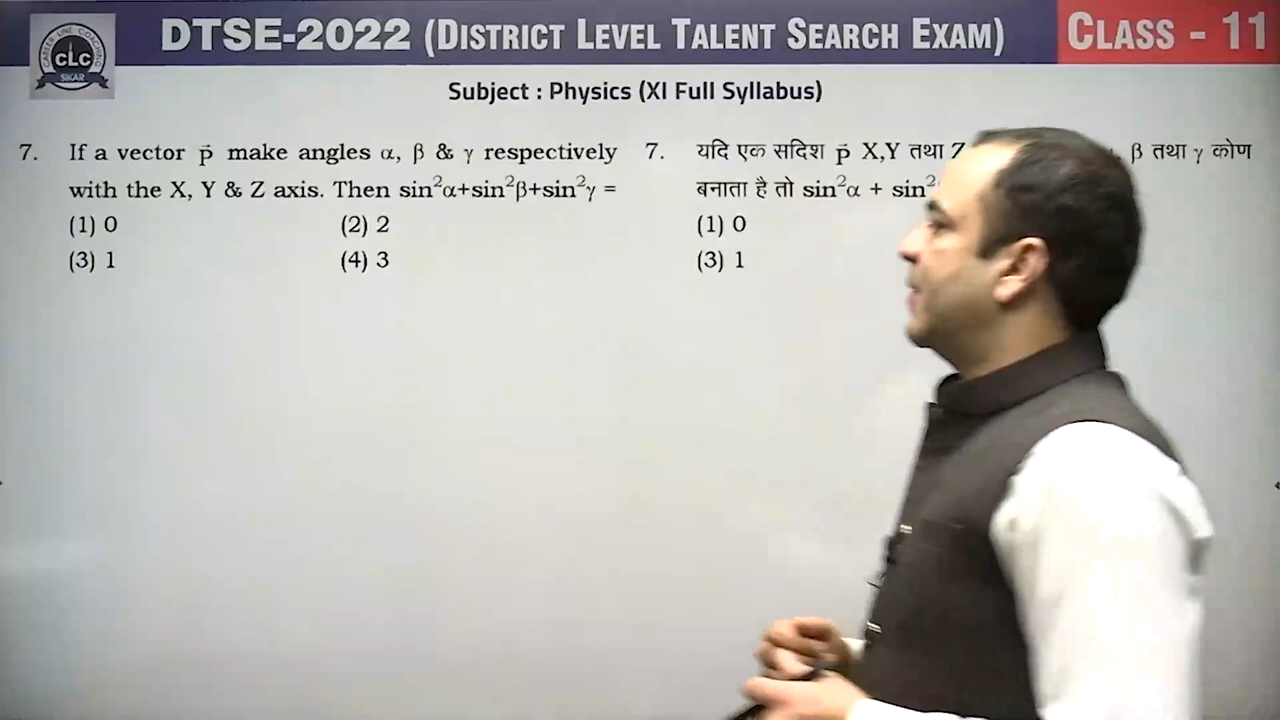 DTSE-2022 (DISTRICT LEVEL TALENT SEARCH EXAM)
CLASS - 11
CAREER LINE COACHING
CLC
SIKAR
Subject : Physics (XI Full Syllabus)
7. If a vector p⃗ make angles α, β & γ respectively
with the X, Y & Z axis. Then sin²α+sin²β+sin²γ =
(1) 0 (2) 2
(3) 1 (4) 3
7. यदि एक सदिश p⃗ X,Y तथा Z β तथा γ कोण
बनाता है तो sin²α + sin²
(1) 0
(3) 1